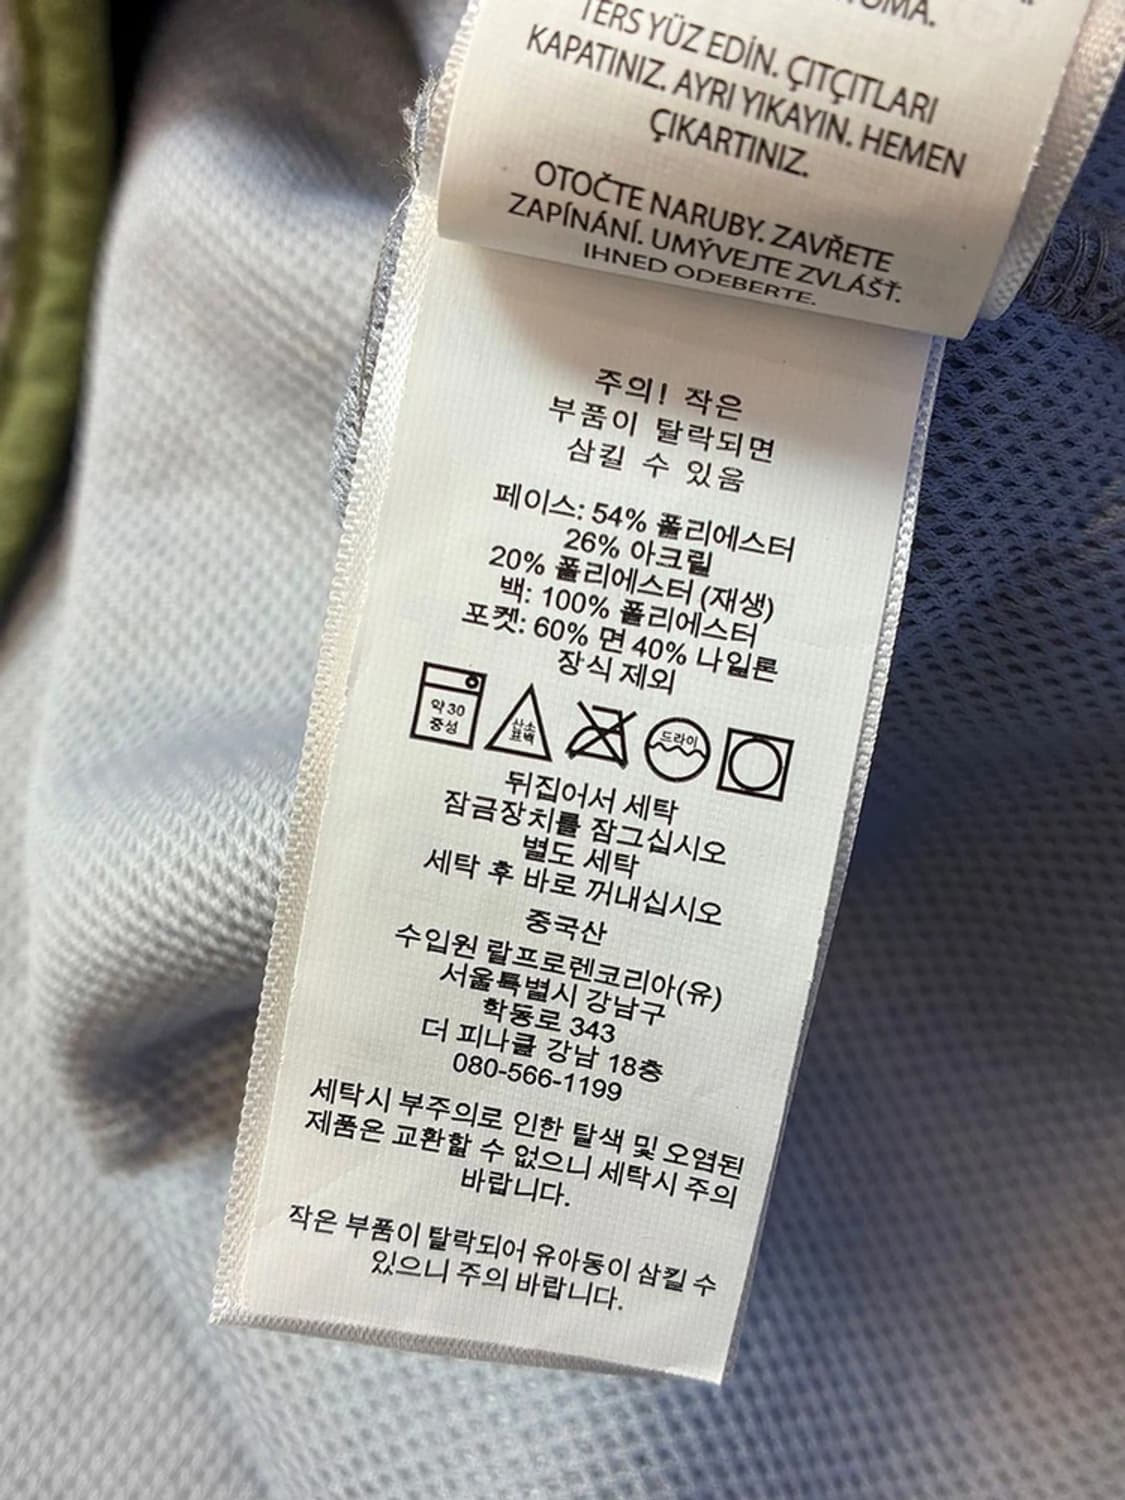 TERS YÜZ EDİN. ÇITÇITLARI
KAPATINIZ. AYRI YIKAYIN. HEMEN
ÇIKARTINIZ.
OTOČTE NARUBY. ZAVŘETE
ZAPÍNÁNÍ. UMÝVEJTE ZVLÁŠŤ.
IHNED ODEBERTE.
주의! 작은
부품이 탈락되면
삼킬 수 있음
페이스: 54% 폴리에스터
26% 아크릴
20% 폴리에스터 (재생)
백: 100% 폴리에스터
포켓: 60% 면 40% 나일론
장식 제외
약 30
중성
산소
표백
드라이
뒤집어서 세탁
잠금장치를 잠그십시오
별도 세탁
세탁 후 바로 꺼내십시오
중국산
수입원 랄프로렌코리아(유)
서울특별시 강남구
학동로 343
더 피나클 강남 18층
080-566-1199
세탁시 부주의로 인한 탈색 및 오염된
제품은 교환할 수 없으니 세탁시 주의
바랍니다.
작은 부품이 탈락되어 유아동이 삼킬 수
있으니 주의 바랍니다.